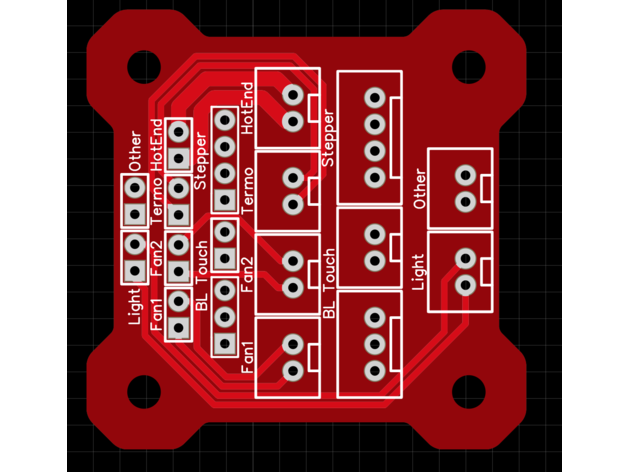 Other
HotEnd
Stepper
HotEnd
Stepper
Termo
Termo
Other
Light
Fan2
BL Touch
Fan2
BL Touch
Light
Fan1
Fan1